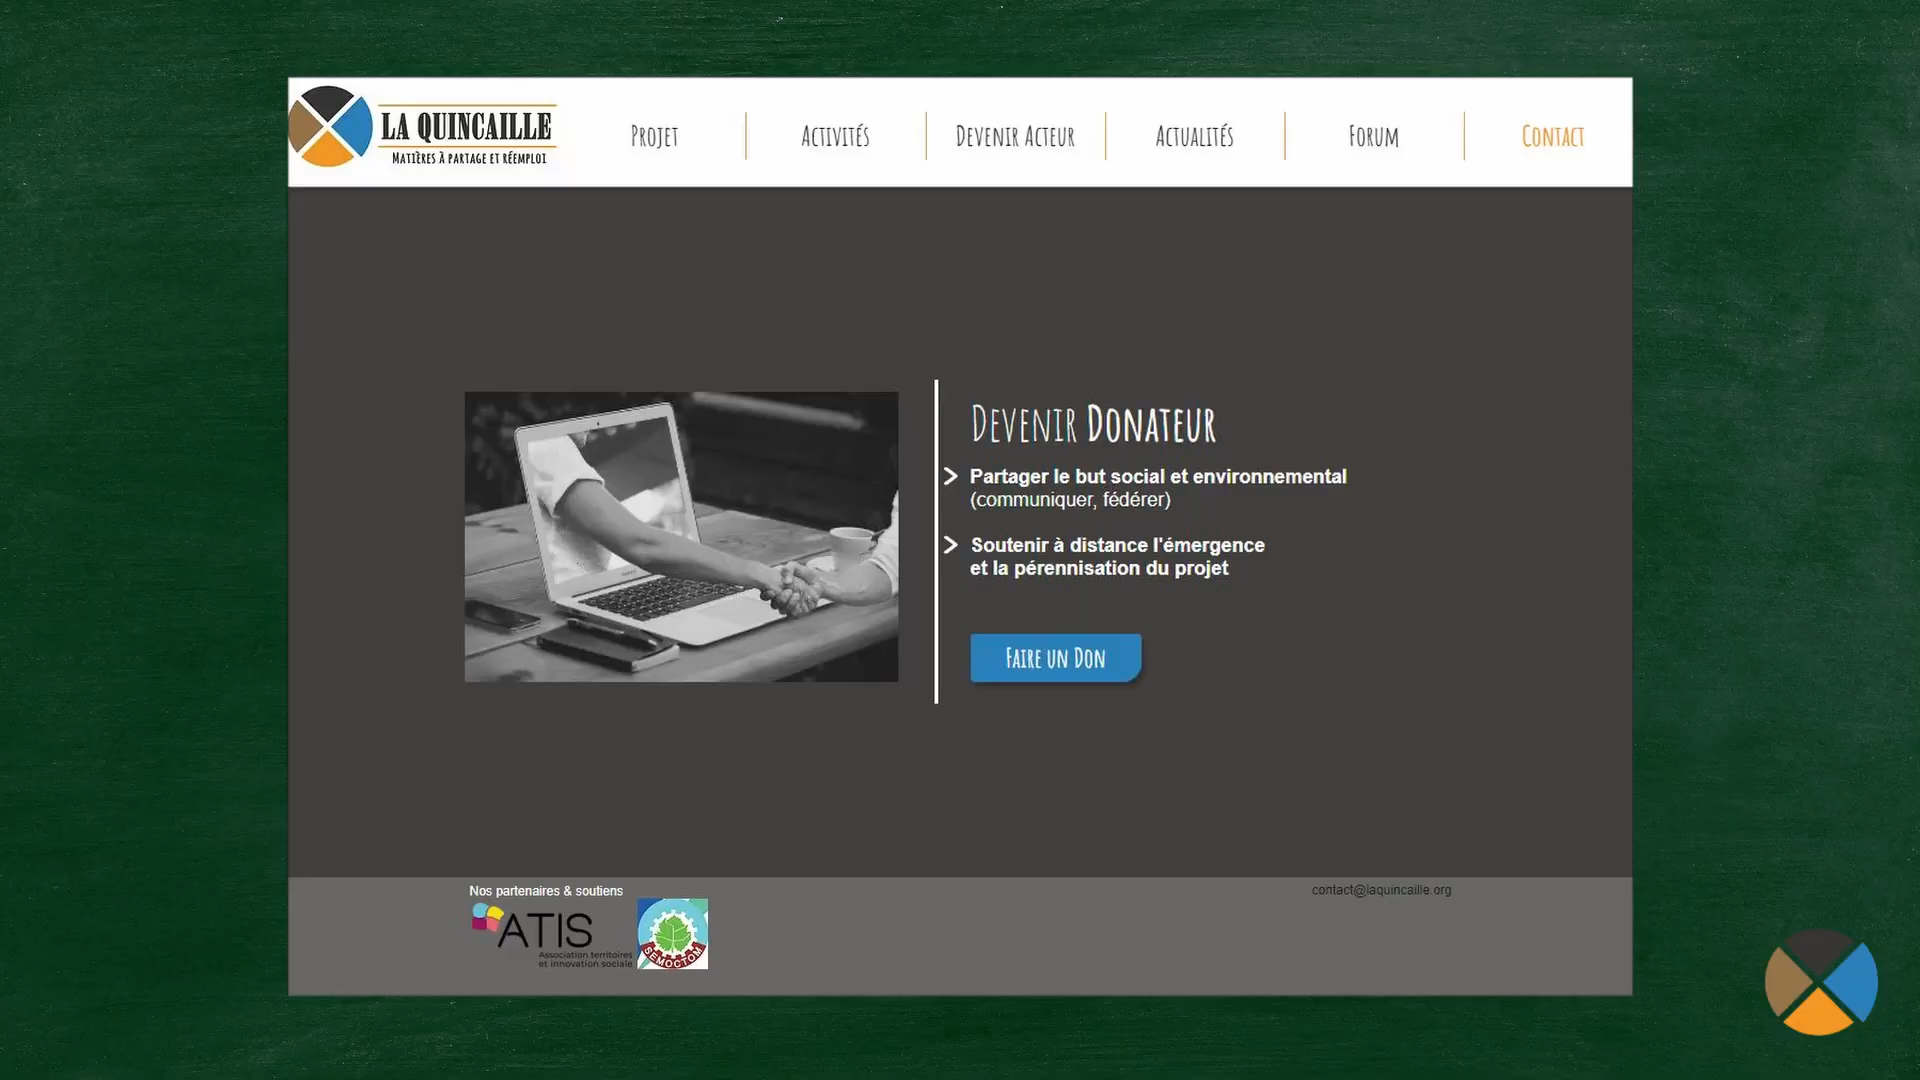 LA QUINCAILLE
MATIÈRES À PARTAGE ET RÉEMPLOI
PROJET
ACTIVITÉS
DEVENIR ACTEUR
ACTUALITÉS
FORUM
CONTACT
DEVENIR DONATEUR
Partager le but social et environnemental
(communiquer, fédérer)
Soutenir à distance l'émergence
et la pérennisation du projet
FAIRE UN DON
Nos partenaires & soutiens
contact@laquincaille.org
ATIS
Association territoires
et innovation sociale
SEMOCTOM